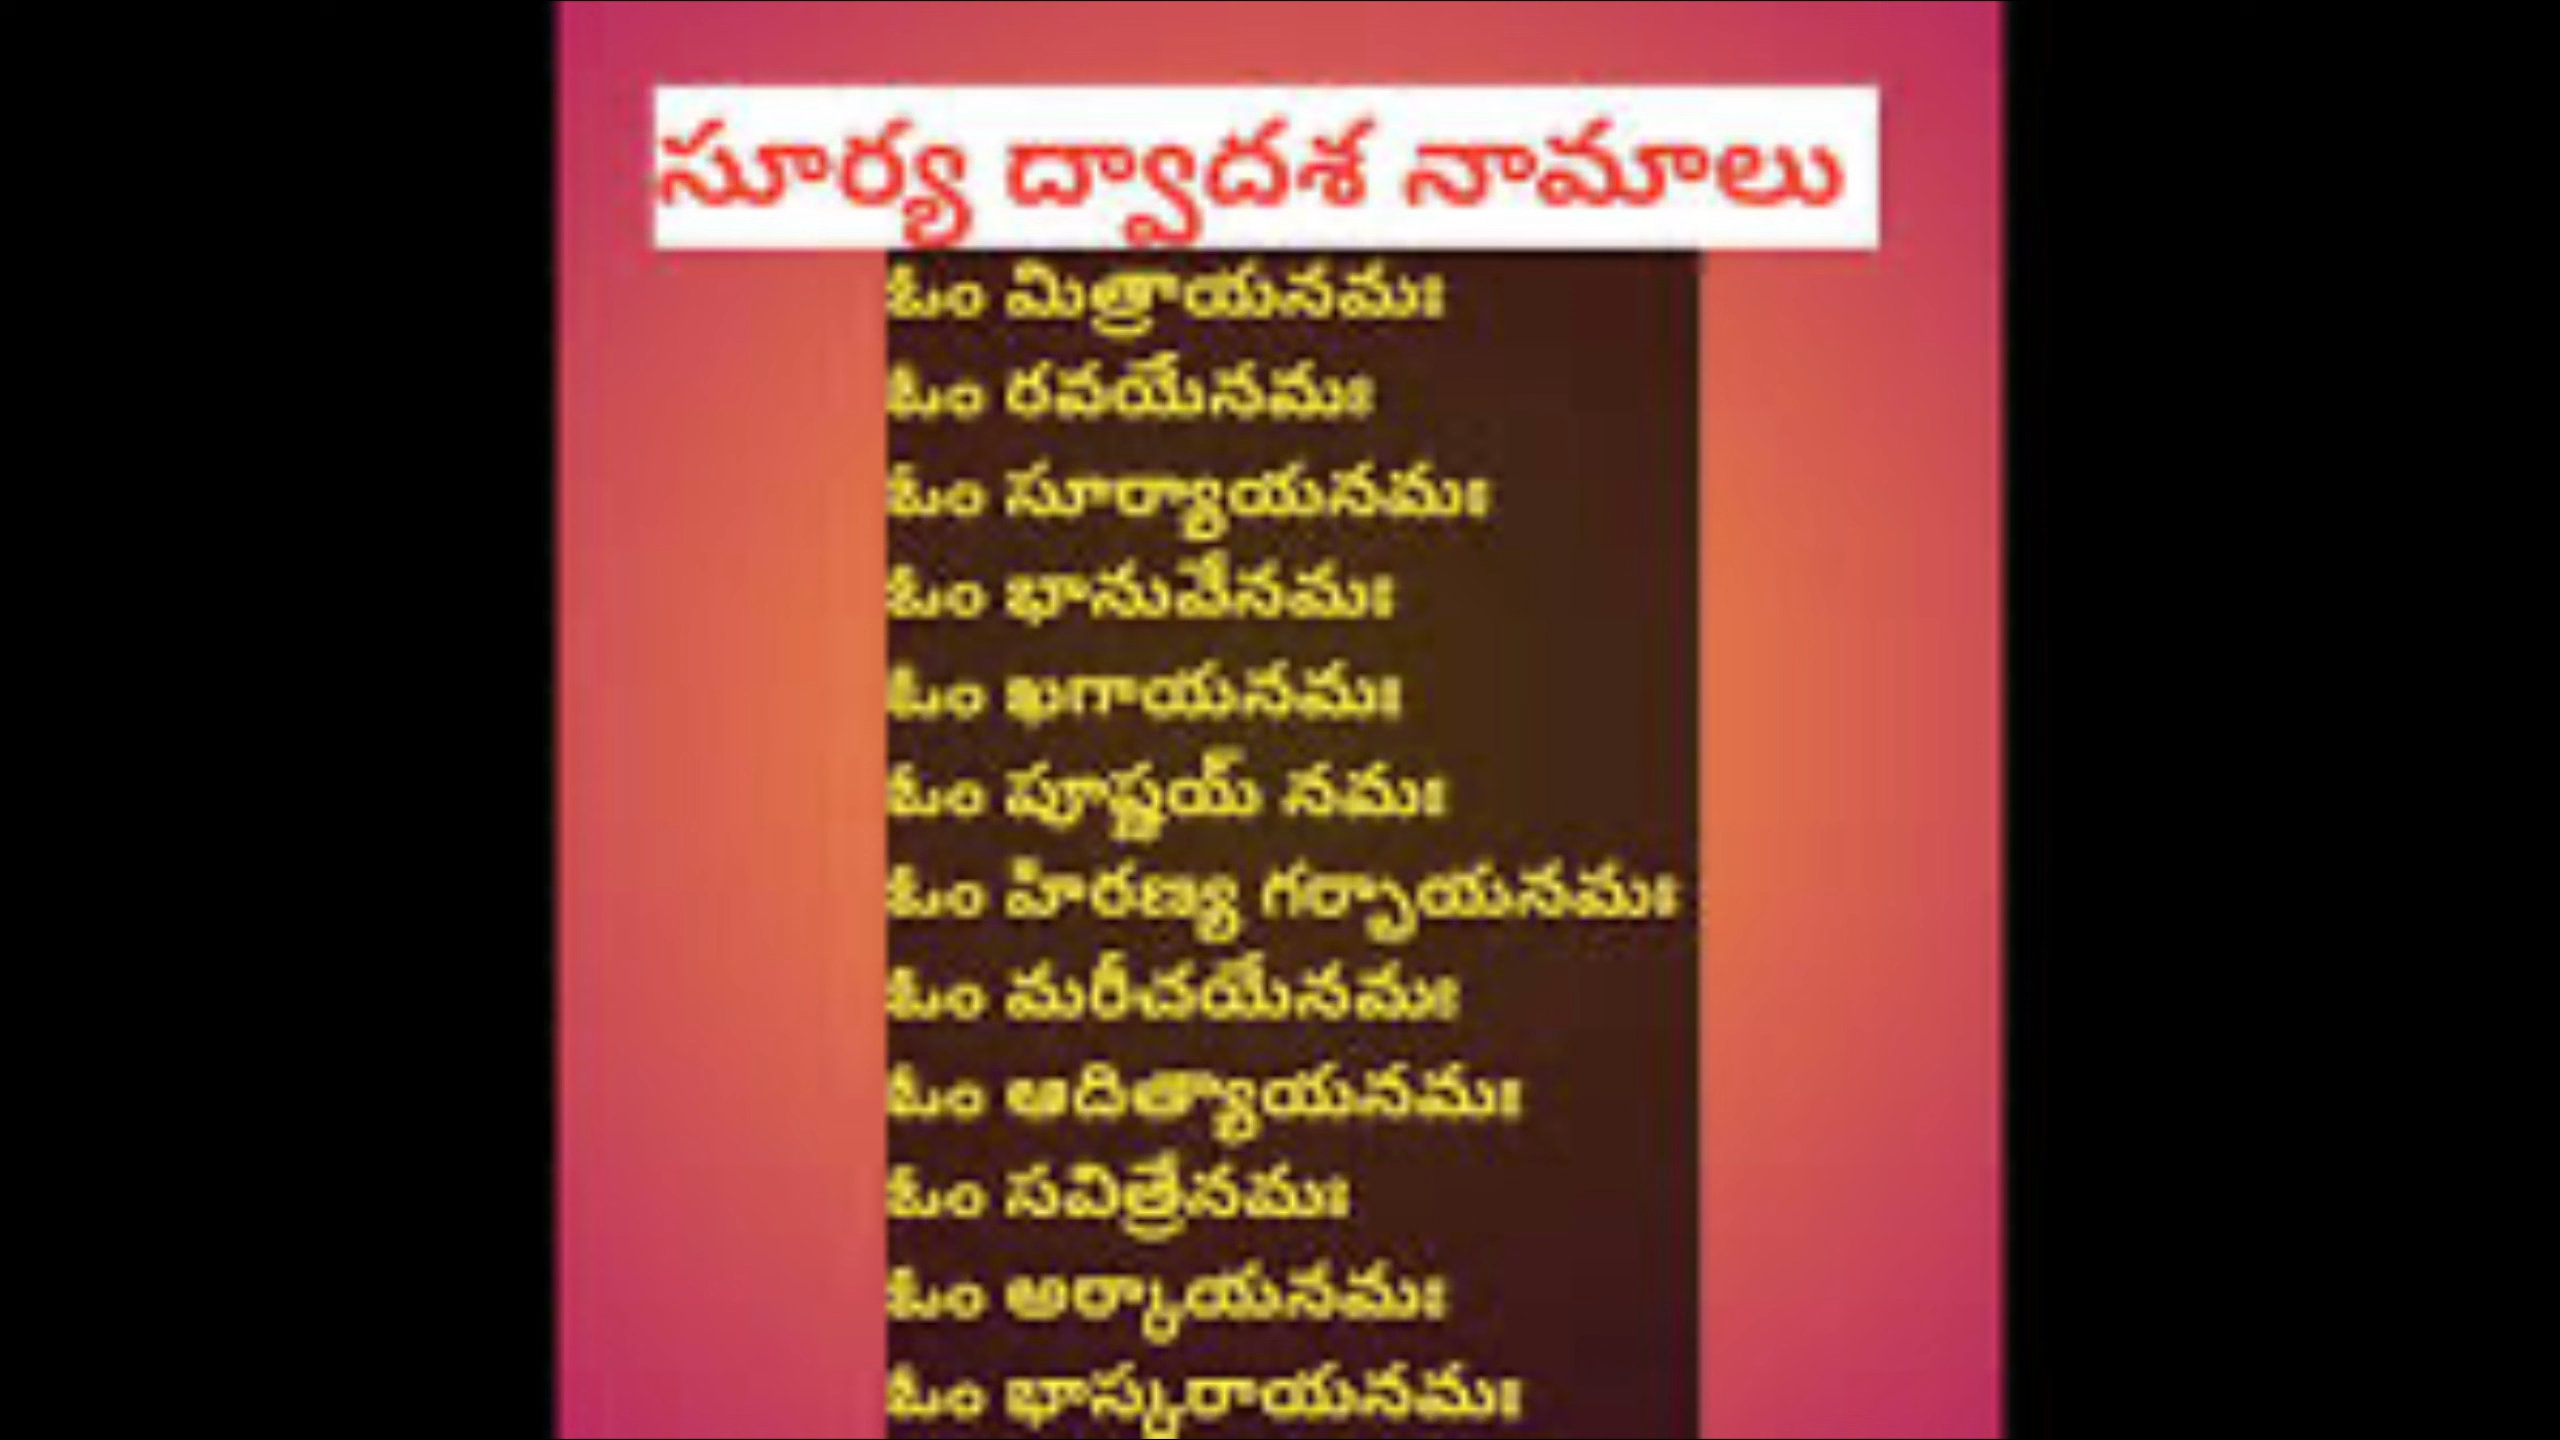 సూర్య ద్వాదశ నామాలు
ఓం మిత్రాయనమః
ఓం రవయేనమః
ఓం సూర్యాయనమః
ఓం భానువేనమః
ఓం ఖగాయనమః
ఓం పూష్ణయ్ నమః
ఓం హిరణ్య గర్భాయనమః
ఓం మరీచయేనమః
ఓం ఆదిత్యాయనమః
ఓం సవిత్రేనమః
ఓం అర్కాయనమః
ఓం భాస్కరాయనమః